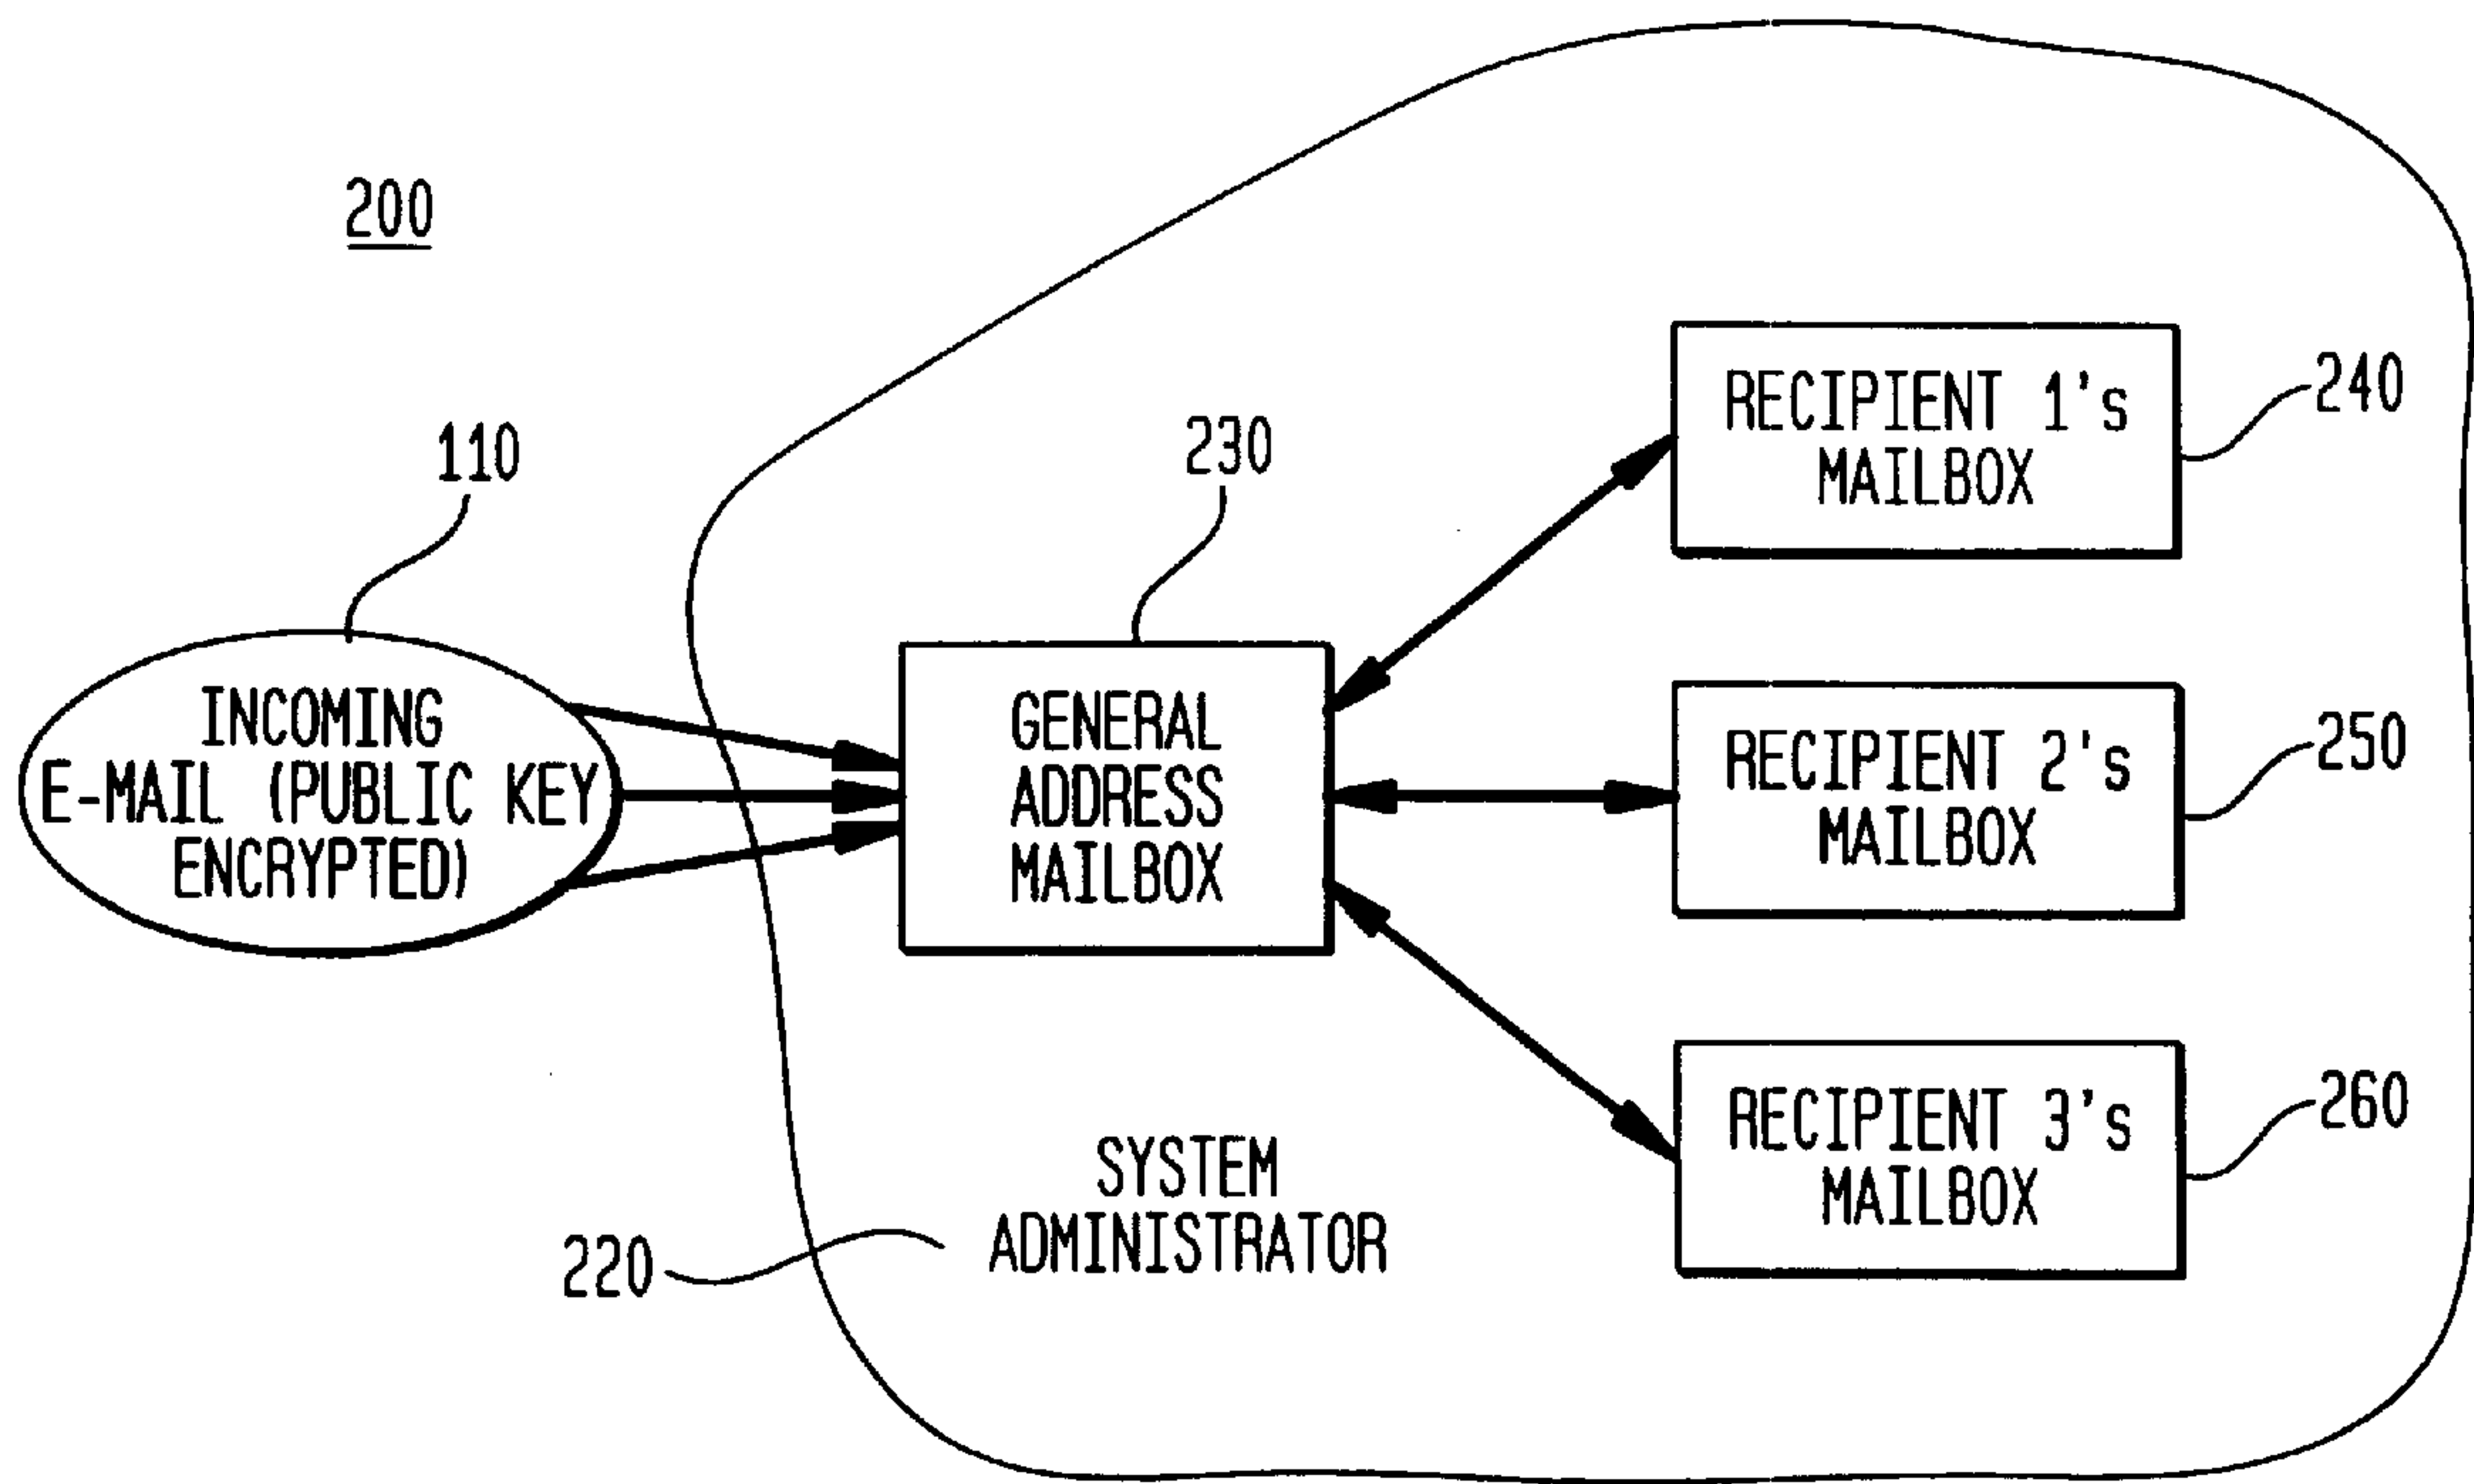 200
110
INCOMING
E-MAIL (PUBLIC KEY
ENCRYPTED)
230
GENERAL
ADDRESS
MAILBOX
RECIPIENT 1's
MAILBOX
240
RECIPIENT 2's
MAILBOX
250
RECIPIENT 3's
MAILBOX
260
SYSTEM
ADMINISTRATOR
220